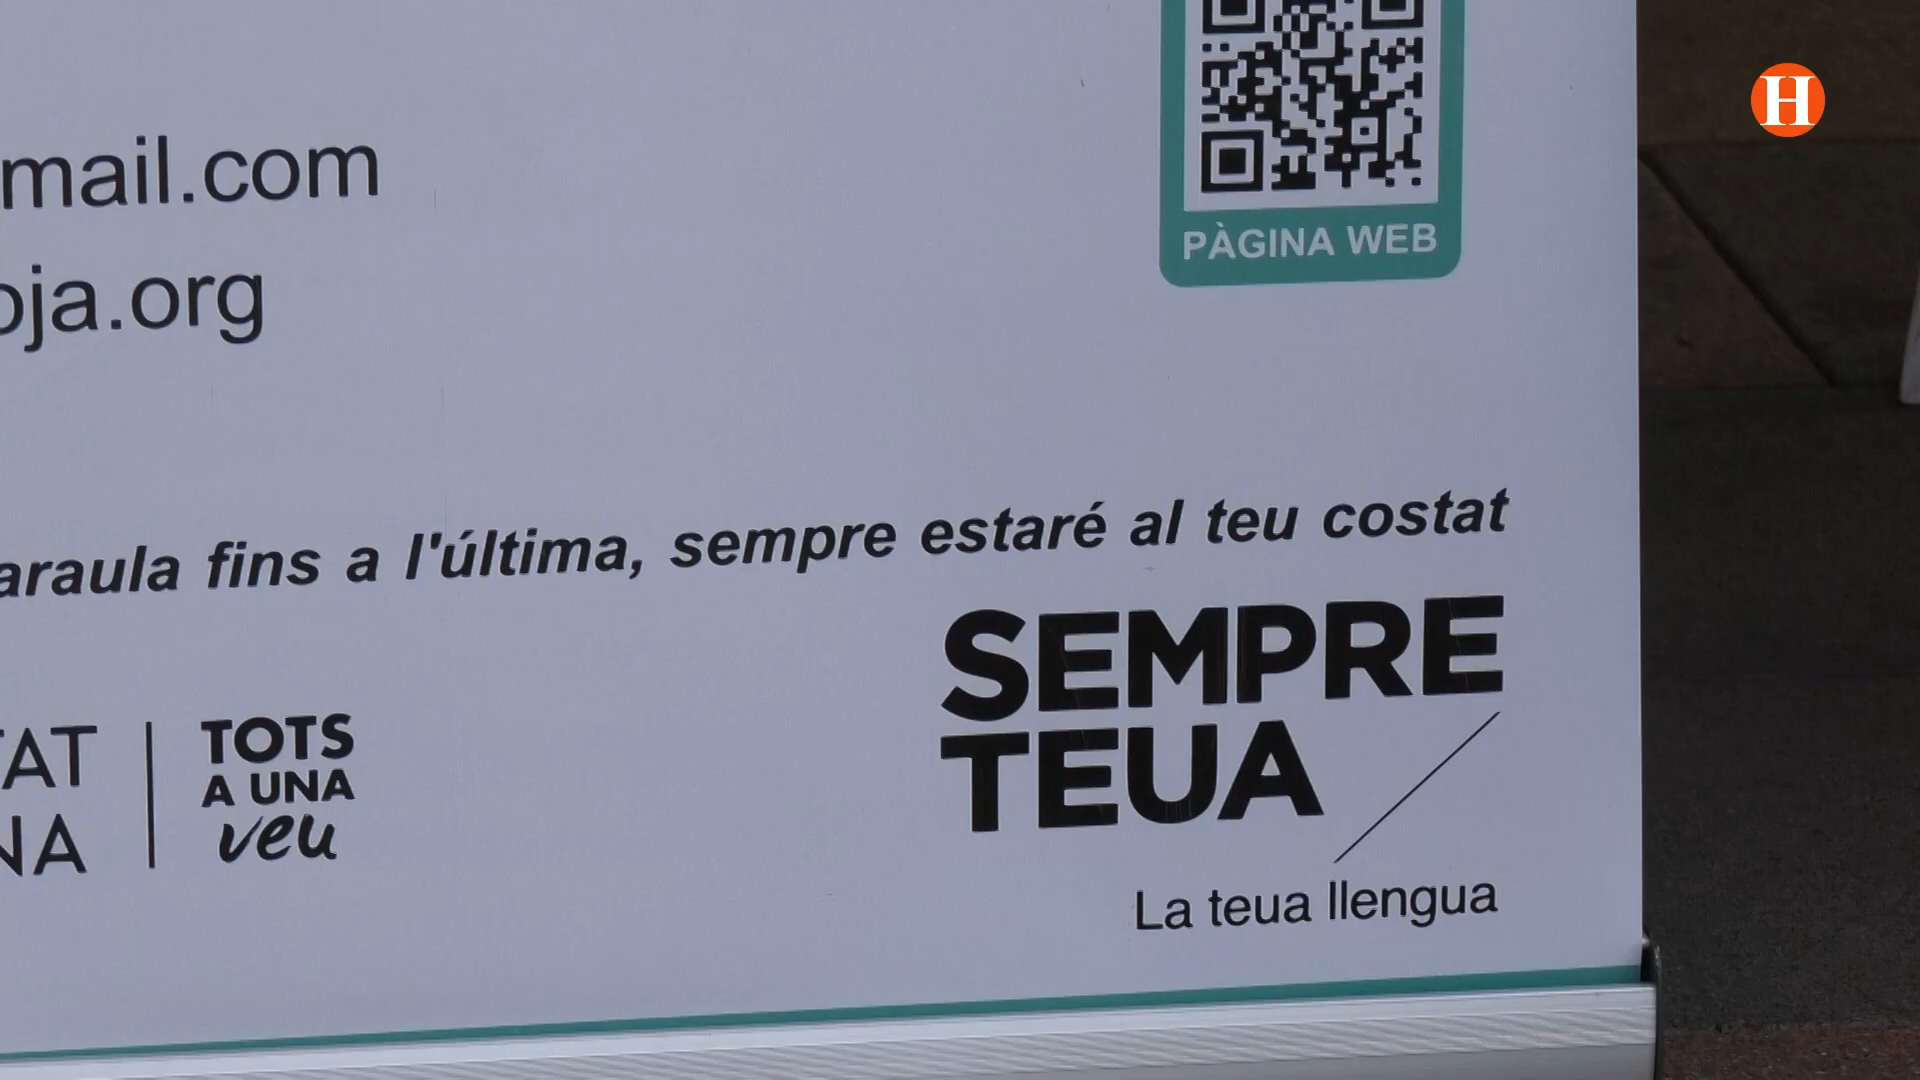 H
mail.com
PÀGINA WEB
oja.org
araula fins a l'última, sempre estaré al teu costat
SEMPRE
TEUA
TAT
NA
TOTS
A UNA
veu
La teua llengua